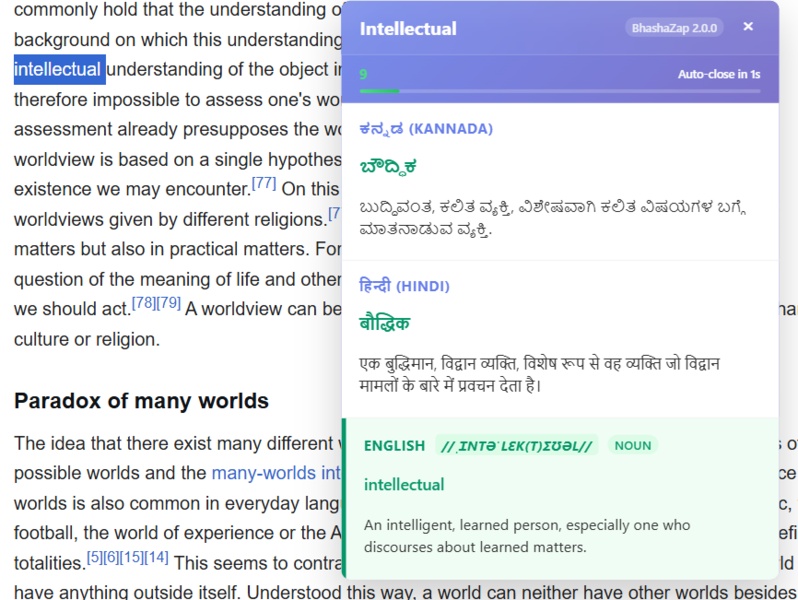 commonly hold that the understanding o
background on which this understanding
intellectual understanding of the object i
therefore impossible to assess one's wo
assessment already presupposes the wo
worldview is based on a single hypothes
existence we may encounter.[77] On this
worldviews given by different religions.[7
matters but also in practical matters. For
question of the meaning of life and other
we should act.[78][79] A worldview can be
culture or religion.
Paradox of many worlds
The idea that there exist many different
possible worlds and the many-worlds int
worlds is also common in everyday lang
football, the world of experience or the A
totalities.[5][6][15][14] This seems to contra
have anything outside itself. Understood this way, a world can neither have other worlds besides
Intellectual
BhashaZap 2.0.0
×
9
Auto-close in 1s
ಕನ್ನಡ (KANNADA)
ಬೌದ್ಧಿಕ
ಬುದ್ಧಿವಂತ, ಕಲಿತ ವ್ಯಕ್ತಿ, ವಿಶೇಷವಾಗಿ ಕಲಿತ ವಿಷಯಗಳ ಬಗ್ಗೆ
ಮಾತನಾಡುವ ವ್ಯಕ್ತಿ.
हिन्दी (HINDI)
बौद्धिक
एक बुद्धिमान, विद्वान व्यक्ति, विशेष रूप से वह व्यक्ति जो विद्वान
मामलों के बारे में प्रवचन देता है।
ENGLISH //ˌɪNTƏˈLƐK(T)ƩƱƏL// NOUN
intellectual
An intelligent, learned person, especially one who
discourses about learned matters.